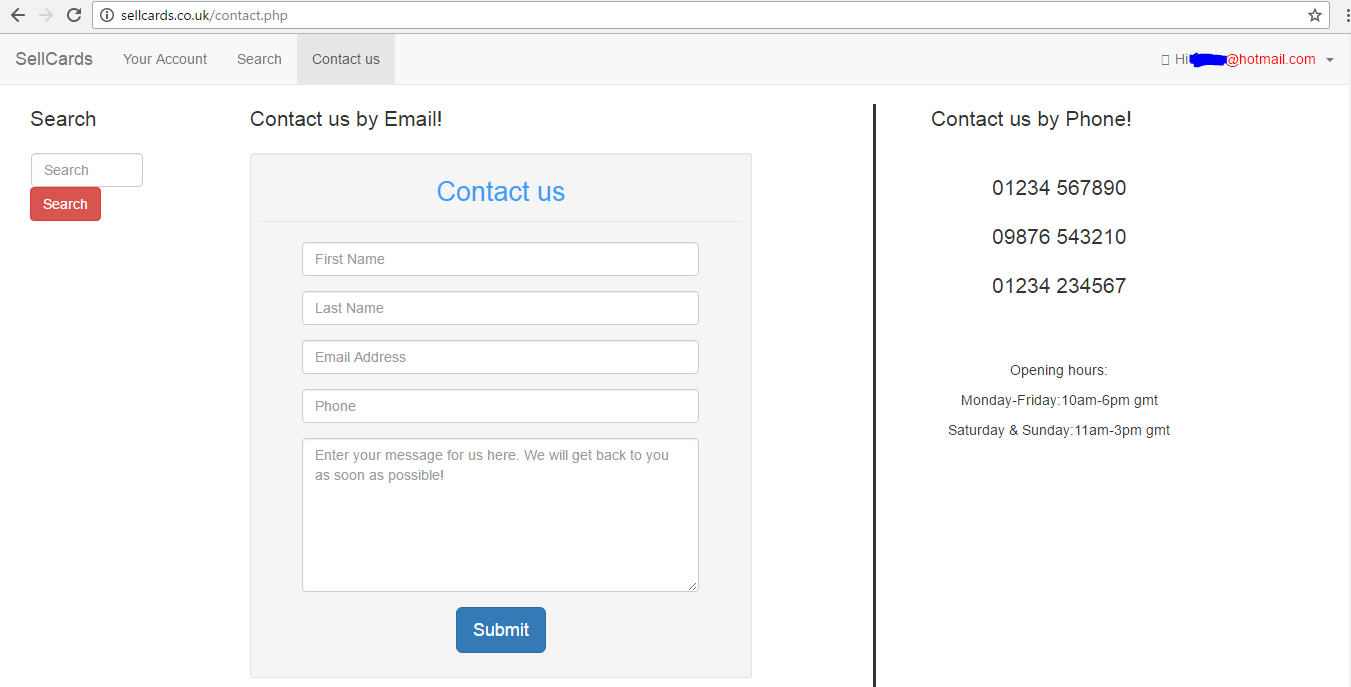 sellcards.co.uk/contact.php
SellCards Your Account Search Contact us Hi @hotmail.com
Search
Search
Search
Contact us by Email!
Contact us
First Name
Last Name
Email Address
Phone
Enter your message for us here. We will get back to you
as soon as possible!
Submit
Contact us by Phone!
01234 567890
09876 543210
01234 234567
Opening hours:
Monday-Friday:10am-6pm gmt
Saturday & Sunday:11am-3pm gmt